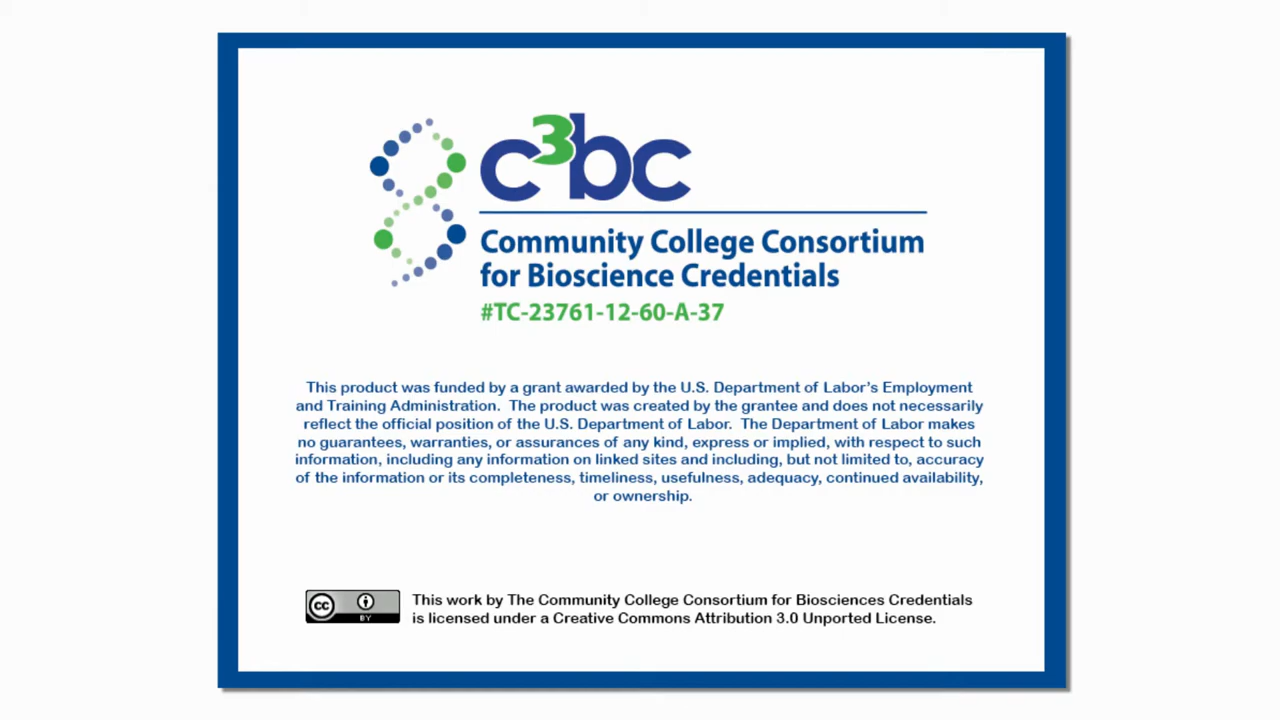 c3bc
Community College Consortium
for Bioscience Credentials
#TC-23761-12-60-A-37
This product was funded by a grant awarded by the U.S. Department of Labor’s Employment
and Training Administration.  The product was created by the grantee and does not necessarily
reflect the official position of the U.S. Department of Labor.  The Department of Labor makes
no guarantees, warranties, or assurances of any kind, express or implied, with respect to such
information, including any information on linked sites and including, but not limited to, accuracy
of the information or its completeness, timeliness, usefulness, adequacy, continued availability,
or ownership.
cc BY
This work by The Community College Consortium for Biosciences Credentials
is licensed under a Creative Commons Attribution 3.0 Unported License.